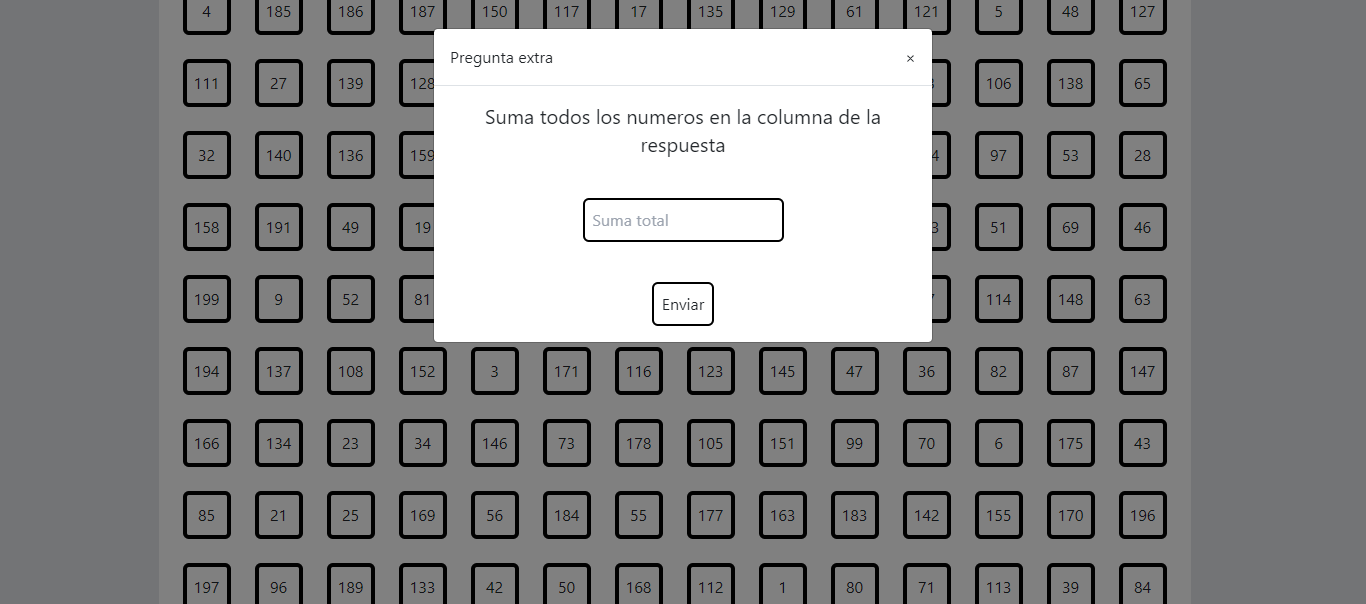 4 185 186 187 150 117 17 135 129 61 121 5 48 127
Pregunta extra ×
111 27 139 128 106 138 65
Suma todos los numeros en la columna de la
respuesta
32 140 136 159 97 53 28
158 191 49 19 51 69 46
Suma total
199 9 52 81 114 148 63
Enviar
194 137 108 152 3 171 116 123 145 47 36 82 87 147
166 134 23 34 146 73 178 105 151 99 70 6 175 43
85 21 25 169 56 184 55 177 163 183 142 155 170 196
197 96 189 133 42 50 168 112 1 80 71 113 39 84